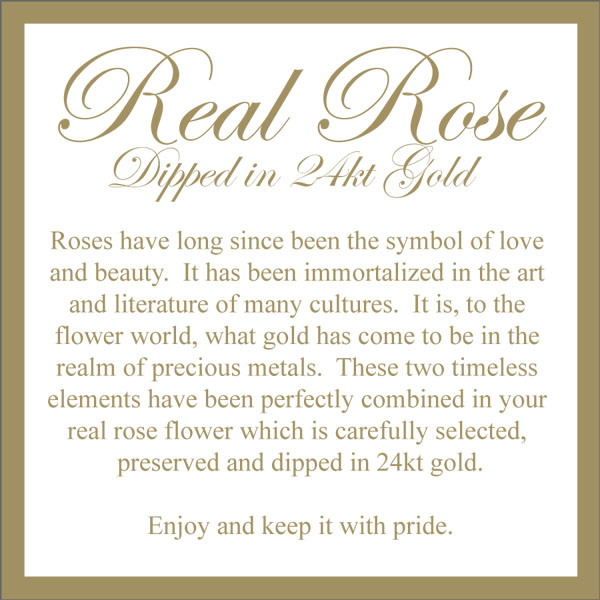 Real Rose
Dipped in 24kt Gold
Roses have long since been the symbol of love
and beauty.  It has been immortalized in the art
and literature of many cultures.  It is, to the
flower world, what gold has come to be in the
realm of precious metals.  These two timeless
elements have been perfectly combined in your
real rose flower which is carefully selected,
preserved and dipped in 24kt gold.
Enjoy and keep it with pride.